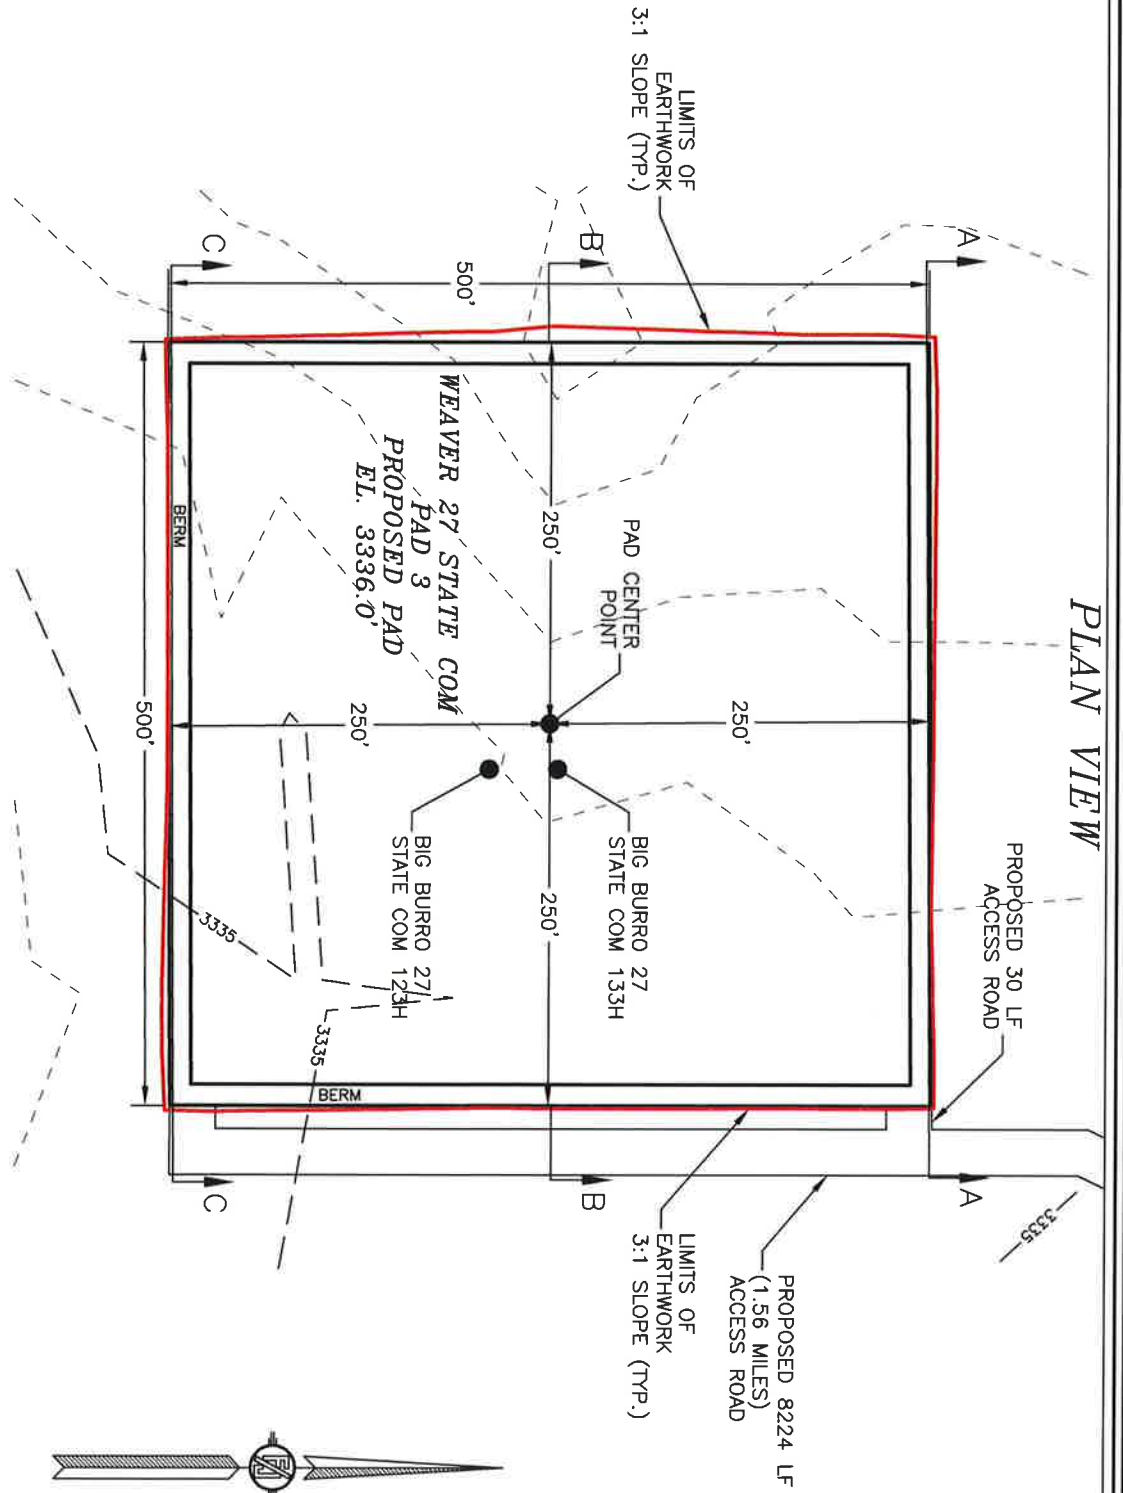 PLAN VIEW
PROPOSED 30 LF
ACCESS ROAD
3335
PROPOSED 8224 LF
(1.56 MILES)
ACCESS ROAD
LIMITS OF
EARTHWORK
3:1 SLOPE (TYP.)
A
A
500'
250'
B
B
250'
250'
PAD CENTER
POINT
BIG BURRO 27
STATE COM 133H
LIMITS OF
EARTHWORK
3:1 SLOPE (TYP.)
WEAVER 27 STATE COM
PAD 3
PROPOSED PAD
EL. 3336.0'
250'
BIG BURRO 27
STATE COM 123H
3335
3335
BERM
BERM
C
C
500'